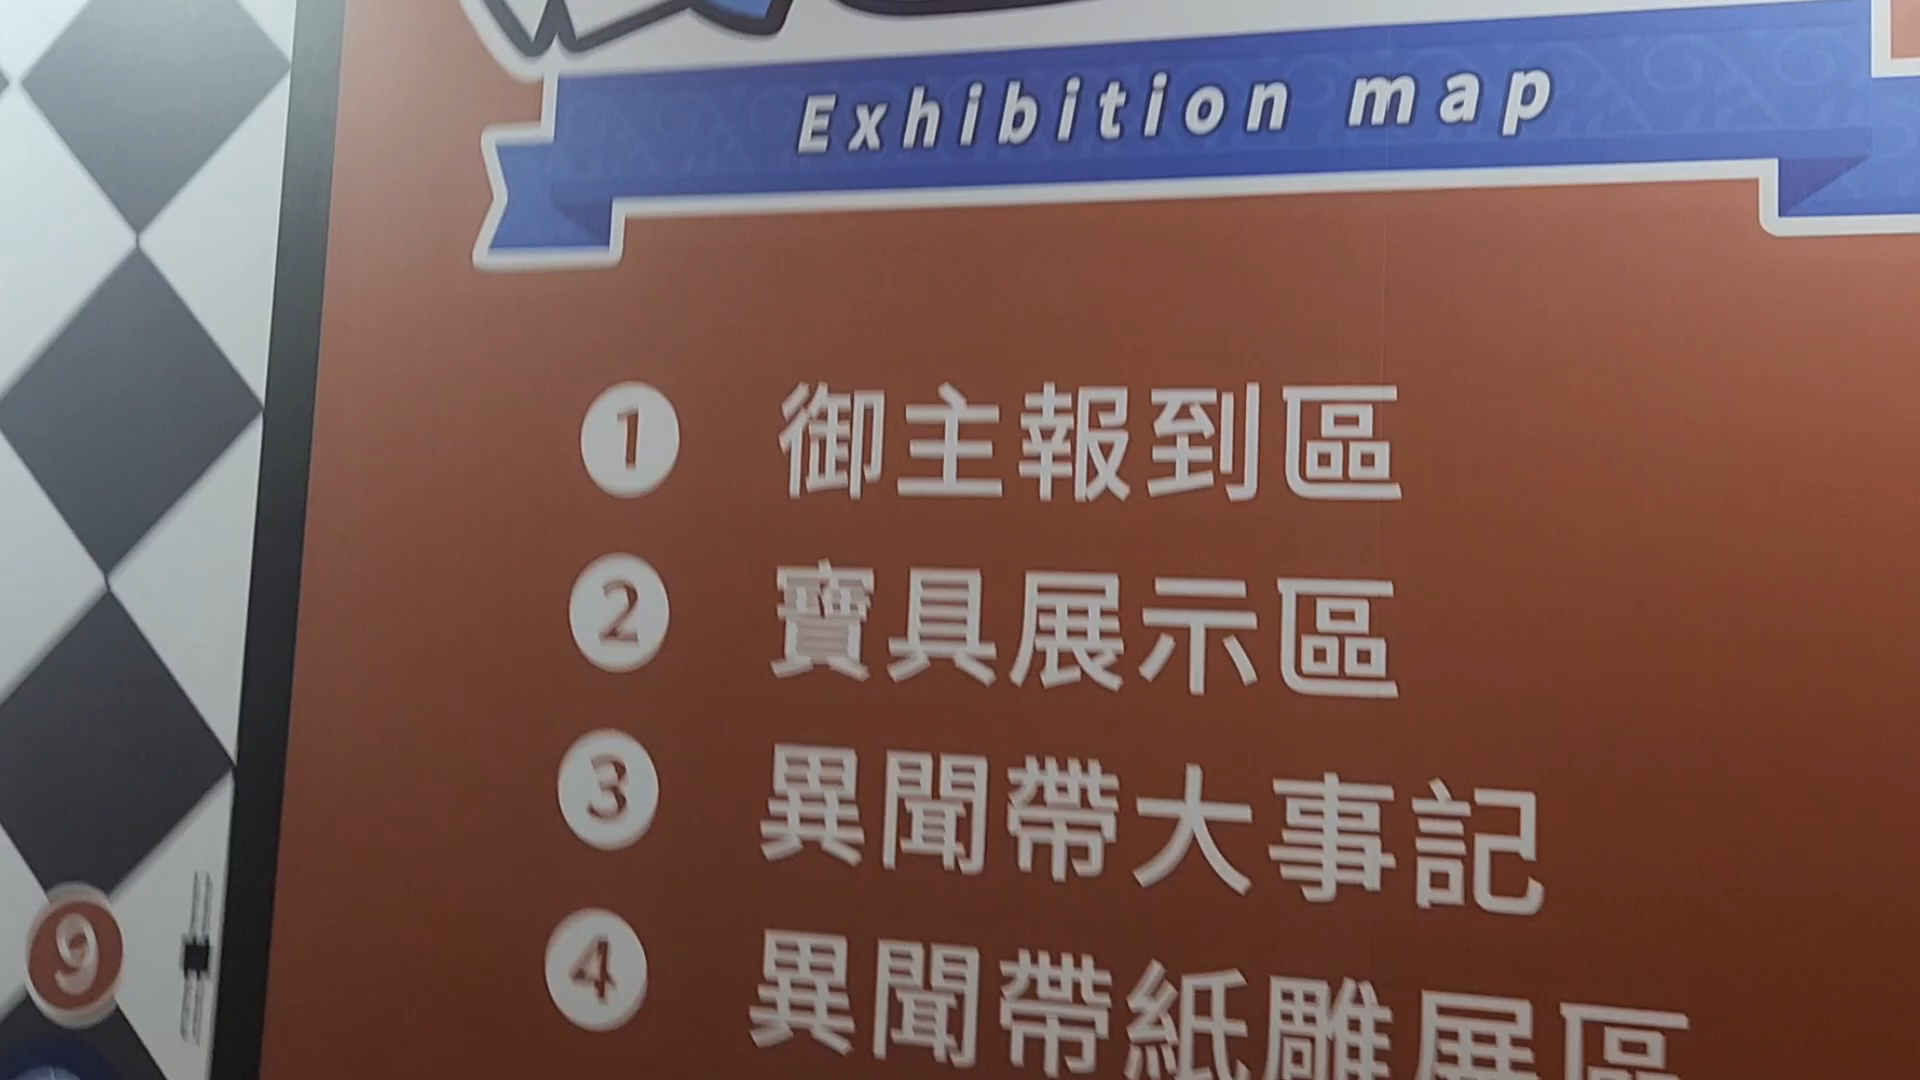 Exhibition map
1 御主報到區
2 寶具展示區
3 異聞帶大事記
4 異聞帶紙雕展區
9